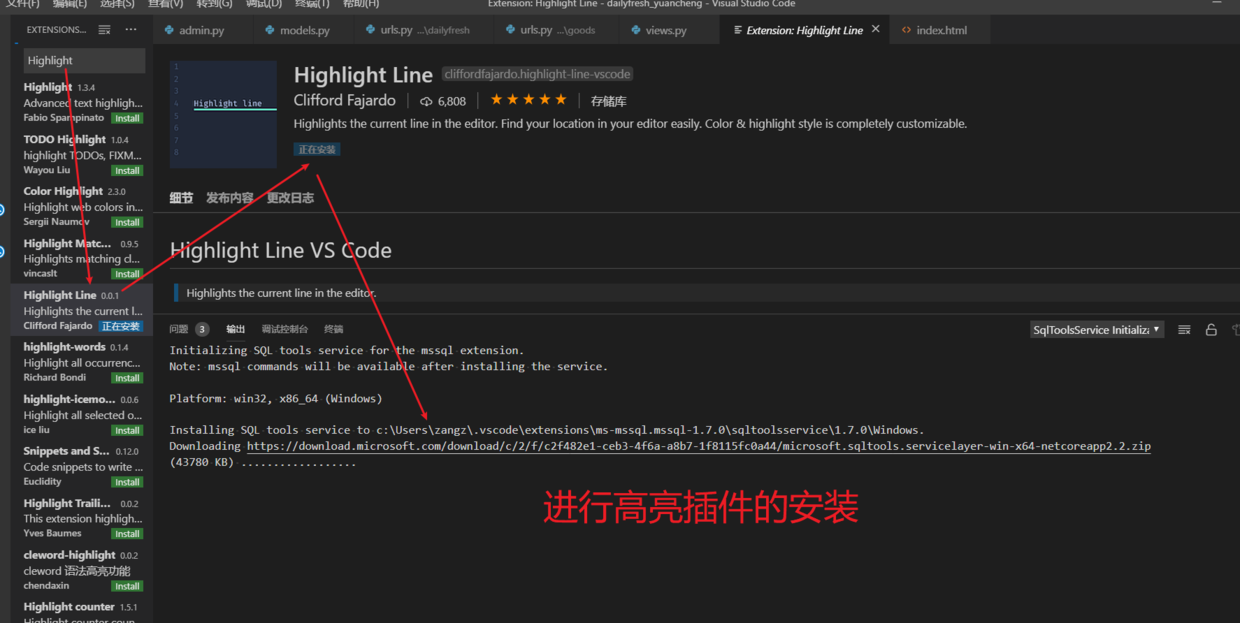 文件(F) 编辑(E) 选择(S) 查看(V) 转到(G) 调试(D) 终端(T) 帮助(H) Extension: Highlight Line - dailyfresh_yuancheng - Visual Studio Code
EXTENSIONS... admin.py models.py urls.py ...\dailyfresh urls.py ...\goods views.py Extension: Highlight Line index.html
Highlight
Highlight 1.3.4
Advanced text highligh...
Fabio Spampinato Install
TODO Highlight 1.0.4
highlight TODOs, FIXM...
Wayou Liu Install
Color Highlight 2.3.0
Highlight web colors in...
Sergii Naumov Install
Highlight Matc... 0.9.5
Highlights matching cl...
vincaslt Install
Highlight Line 0.0.1
Highlights the current l...
Clifford Fajardo 正在安装
highlight-words 0.1.4
Highlight all occurrenc...
Richard Bondi Install
highlight-icemo... 0.0.6
Highlight all selected o...
ice liu Install
Snippets and S... 0.12.0
Code snippets to write ...
Euclidity Install
Highlight Traili... 0.0.2
This extension highligh...
Yves Baumes Install
cleword-highlight 0.0.2
cleword 语法高亮功能
chendaxin Install
Highlight counter 1.5.1
Highlight counter coun...
1
2
3
4 Highlight line
5
6
7
8
Highlight Line cliffordfajardo.highlight-line-vscode
Clifford Fajardo 6,808 ★★★★★ 存储库
Highlights the current line in the editor. Find your location in your editor easily. Color & highlight style is completely customizable.
正在安装
细节 发布内容 更改日志
Highlight Line VS Code
Highlights the current line in the editor.
问题 3 输出 调试控制台 终端 SqlToolsService Initializa
Initializing SQL tools service for the mssql extension.
Note: mssql commands will be available after installing the service.
Platform: win32, x86_64 (Windows)
Installing SQL tools service to c:\Users\zangz\.vscode\extensions\ms-mssql.mssql-1.7.0\sqltoolsservice\1.7.0\Windows.
Downloading https://download.microsoft.com/download/c/2/f/c2f482e1-ceb3-4f6a-a8b7-1f8115fc0a44/microsoft.sqltools.servicelayer-win-x64-netcoreapp2.2.zip
(43780 KB) ..................
进行高亮插件的安装